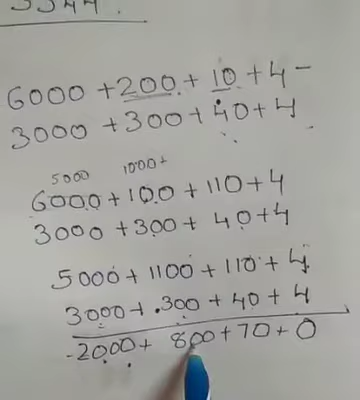 3344.
6000 + 200 + 10 + 4 -
3000 + 300 + 40 + 4
5000 1000+
6000 + 100 + 110 + 4
3000 + 300 + 40 + 4
5000 + 1100 + 110 + 4
3000 + 300 + 40 + 4
2000 + 800 + 70 + 0